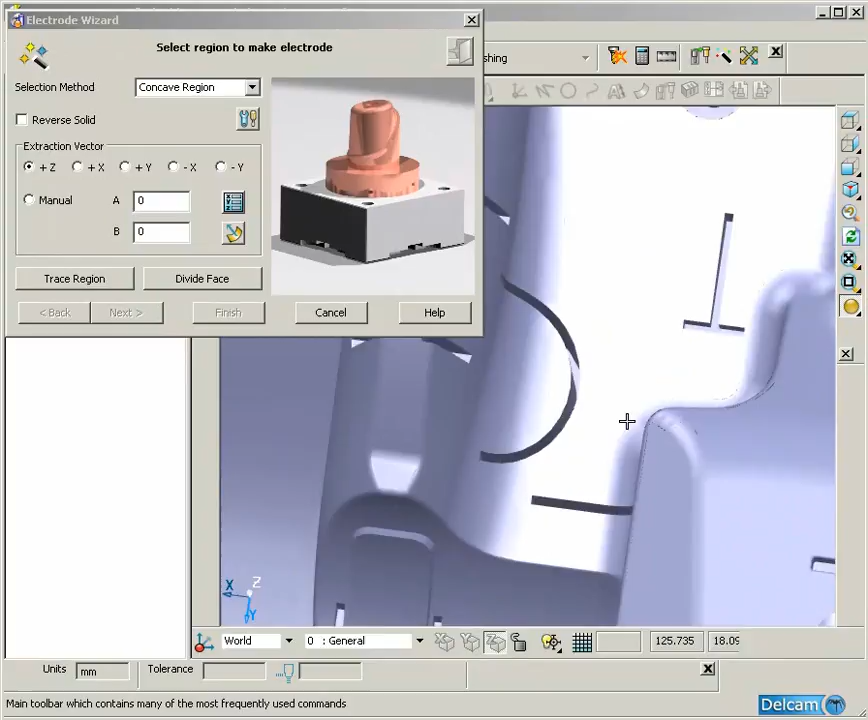 Electrode Wizard
Select region to make electrode
Selection Method
Concave Region
Reverse Solid
Extraction Vector
+ Z
+ X
+ Y
- X
- Y
Manual
A
0
B
0
Trace Region
Divide Face
< Back
Next >
Finish
Cancel
Help
X
Z
Y
World
0 : General
125.735
18.09
Units
mm
Tolerance
Main toolbar which contains many of the most frequently used commands
Delcam